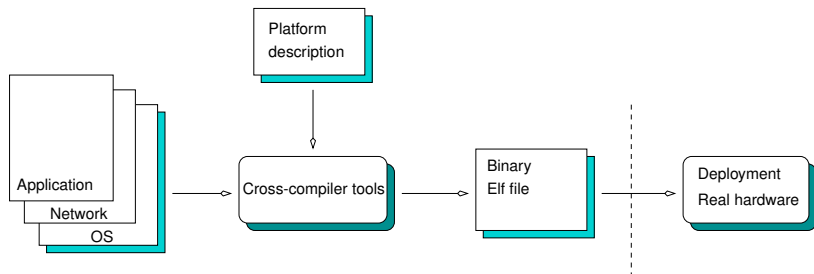 Platform
description
Application
Network
OS
Cross-compiler tools
Binary
Elf file
Deployment
Real hardware